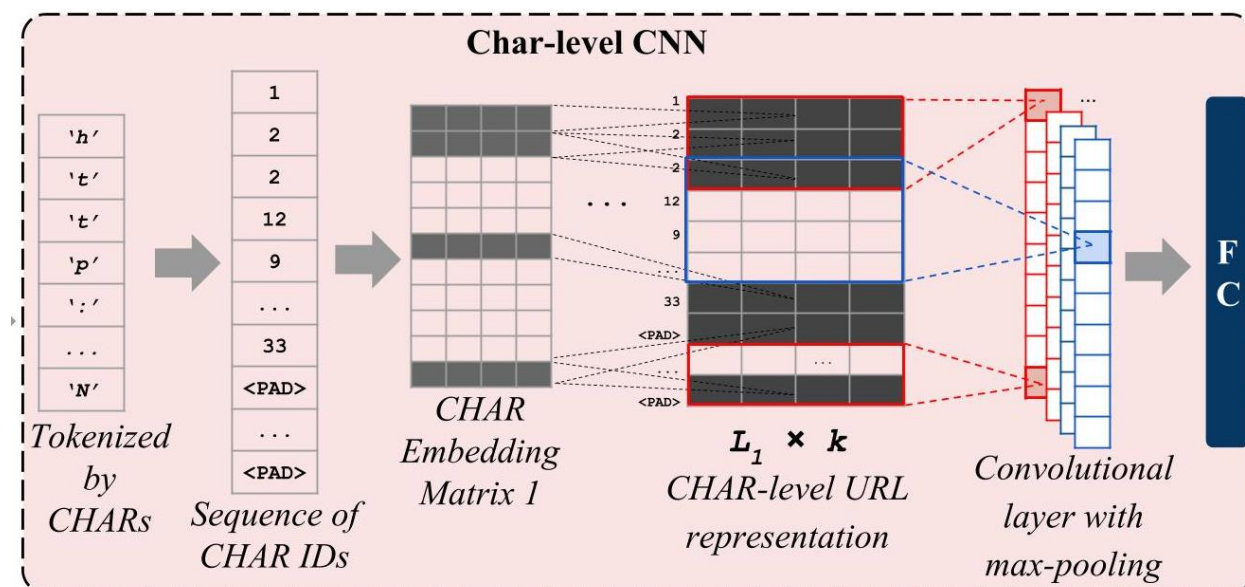 Char-level CNN
'h'
't'
't'
'p'
':'
...
'N'
Tokenized
by
CHARs
1
2
2
12
9
...
33
<PAD>
...
<PAD>
Sequence of
CHAR IDs
CHAR
Embedding
Matrix 1
...
1
2
2
12
9
...
33
<PAD>
...
...
<PAD>
L₁ × k
CHAR-level URL
representation
...
Convolutional
layer with
max-pooling
F
C